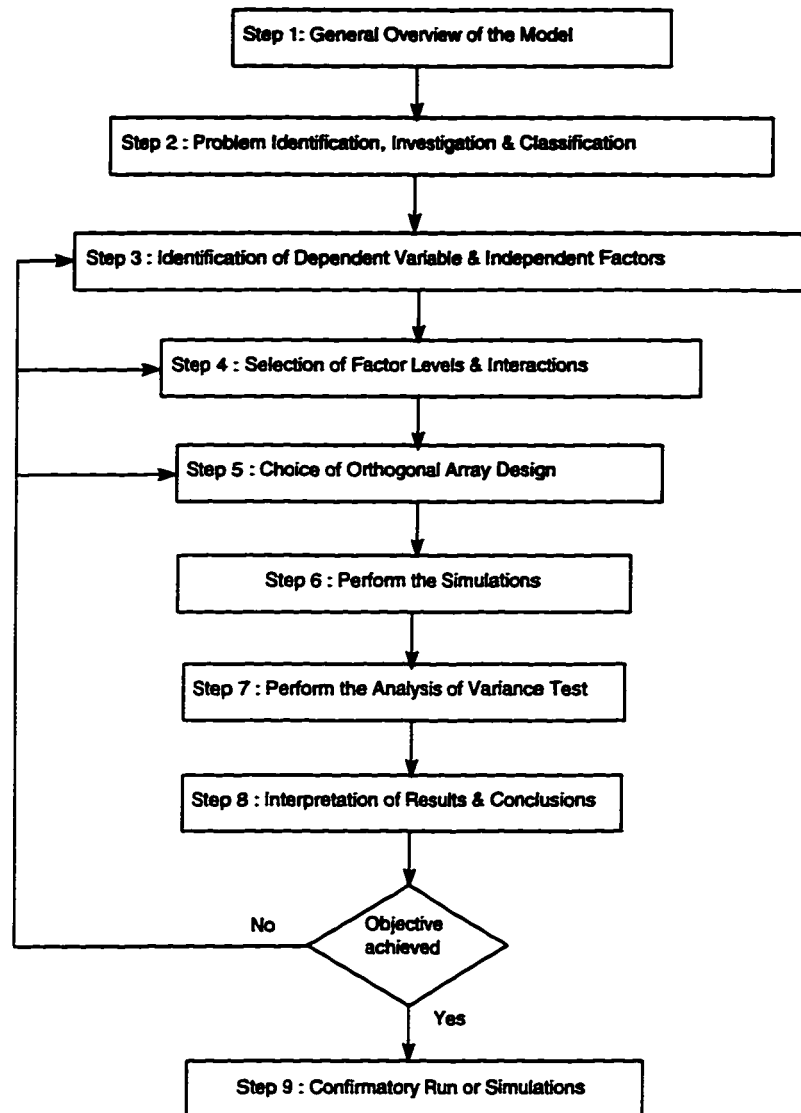 Step 1: General Overview of the Model
Step 2 : Problem Identification, Investigation & Classification
Step 3 : Identification of Dependent Variable & Independent Factors
Step 4 : Selection of Factor Levels & Interactions
Step 5 : Choice of Orthogonal Array Design
Step 6 : Perform the Simulations
Step 7 : Perform the Analysis of Variance Test
Step 8 : Interpretation of Results & Conclusions
No
Objective
achieved
Yes
Step 9 : Confirmatory Run or Simulations